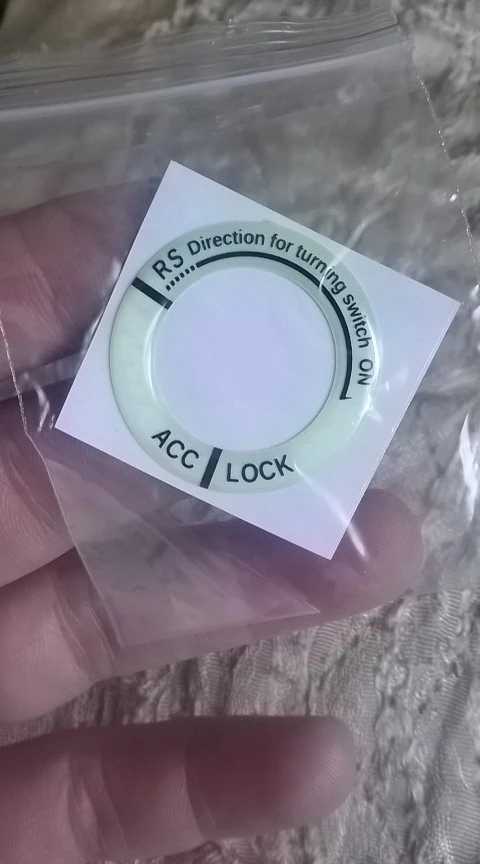 RS Direction for turning switch ON
ACC
LOCK